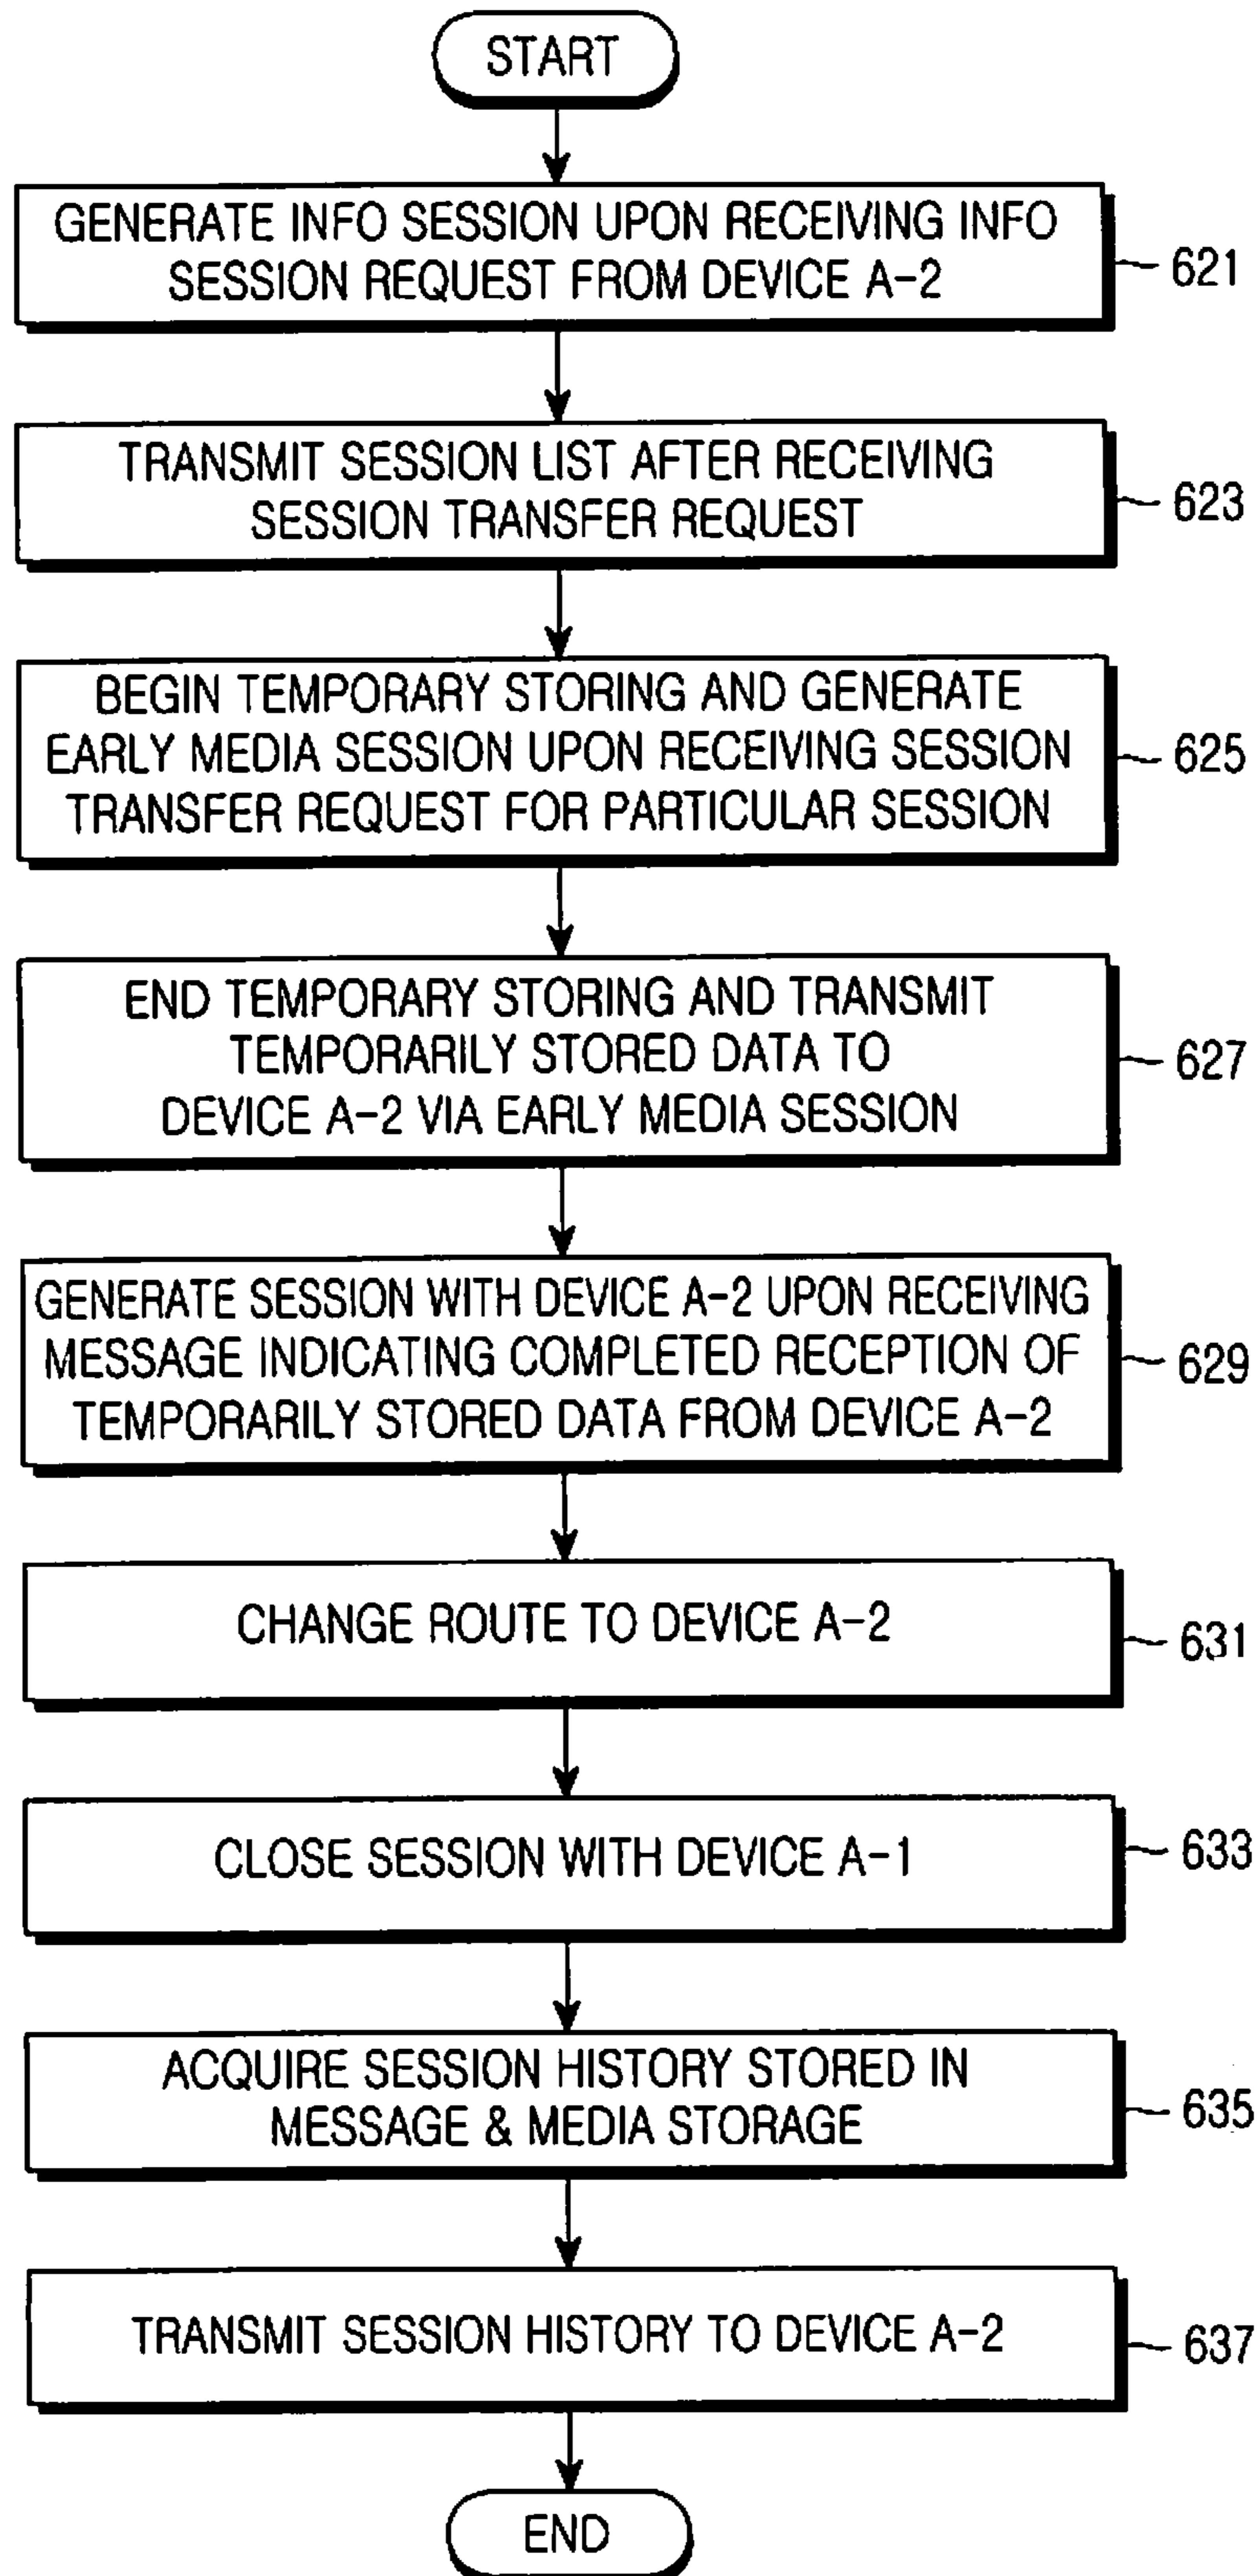 START
GENERATE INFO SESSION UPON RECEIVING INFO
SESSION REQUEST FROM DEVICE A-2
621
TRANSMIT SESSION LIST AFTER RECEIVING
SESSION TRANSFER REQUEST
623
BEGIN TEMPORARY STORING AND GENERATE
EARLY MEDIA SESSION UPON RECEIVING SESSION
TRANSFER REQUEST FOR PARTICULAR SESSION
625
END TEMPORARY STORING AND TRANSMIT
TEMPORARILY STORED DATA TO
DEVICE A-2 VIA EARLY MEDIA SESSION
627
GENERATE SESSION WITH DEVICE A-2 UPON RECEIVING
MESSAGE INDICATING COMPLETED RECEPTION OF
TEMPORARILY STORED DATA FROM DEVICE A-2
629
CHANGE ROUTE TO DEVICE A-2
631
CLOSE SESSION WITH DEVICE A-1
633
ACQUIRE SESSION HISTORY STORED IN
MESSAGE & MEDIA STORAGE
635
TRANSMIT SESSION HISTORY TO DEVICE A-2
637
END